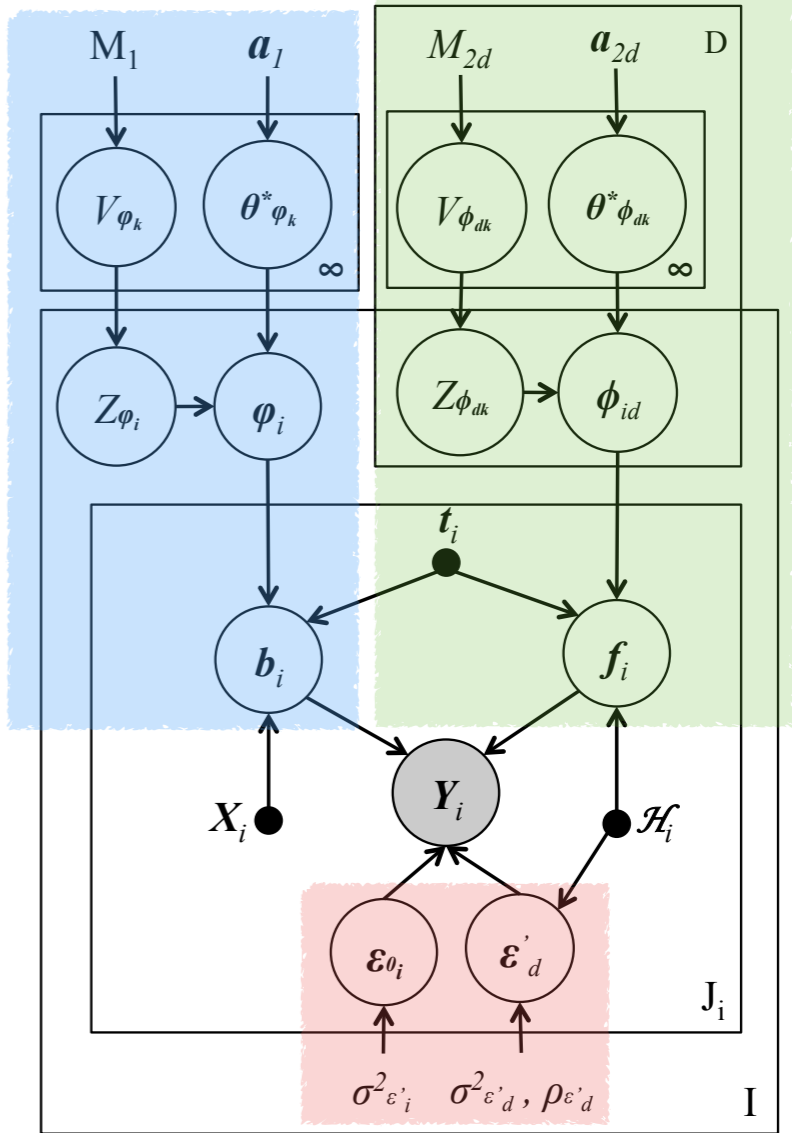 M₁ 𝒂₁ M₂d 𝒂₂d D
Vφₖ θ*φₖ Vϕdk θ*ϕdk
∞ ∞
Zφᵢ φᵢ Zϕdk ϕid
tᵢ
bᵢ fᵢ
Yᵢ
Xᵢ ℋᵢ
ε₀ᵢ ε’d
Jᵢ
σ²ε’ᵢ σ²ε’d , ρε’d
I